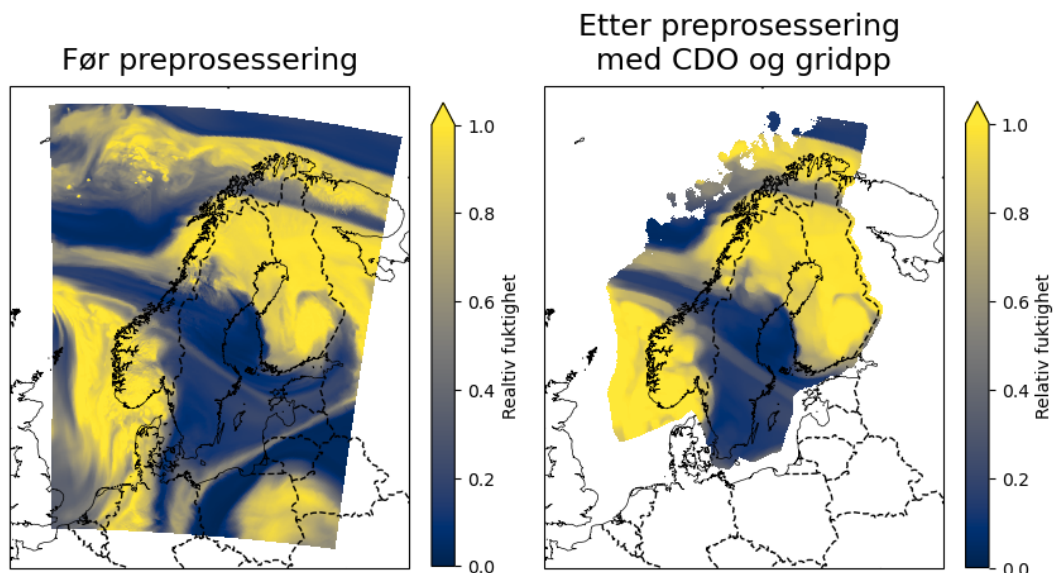 Før preprosessering
1.0
0.8
0.6
0.4
0.2
0.0
Realtiv fuktighet
Etter preprosessering
med CDO og gridpp
1.0
0.8
0.6
0.4
0.2
0.0
Relativ fuktighet